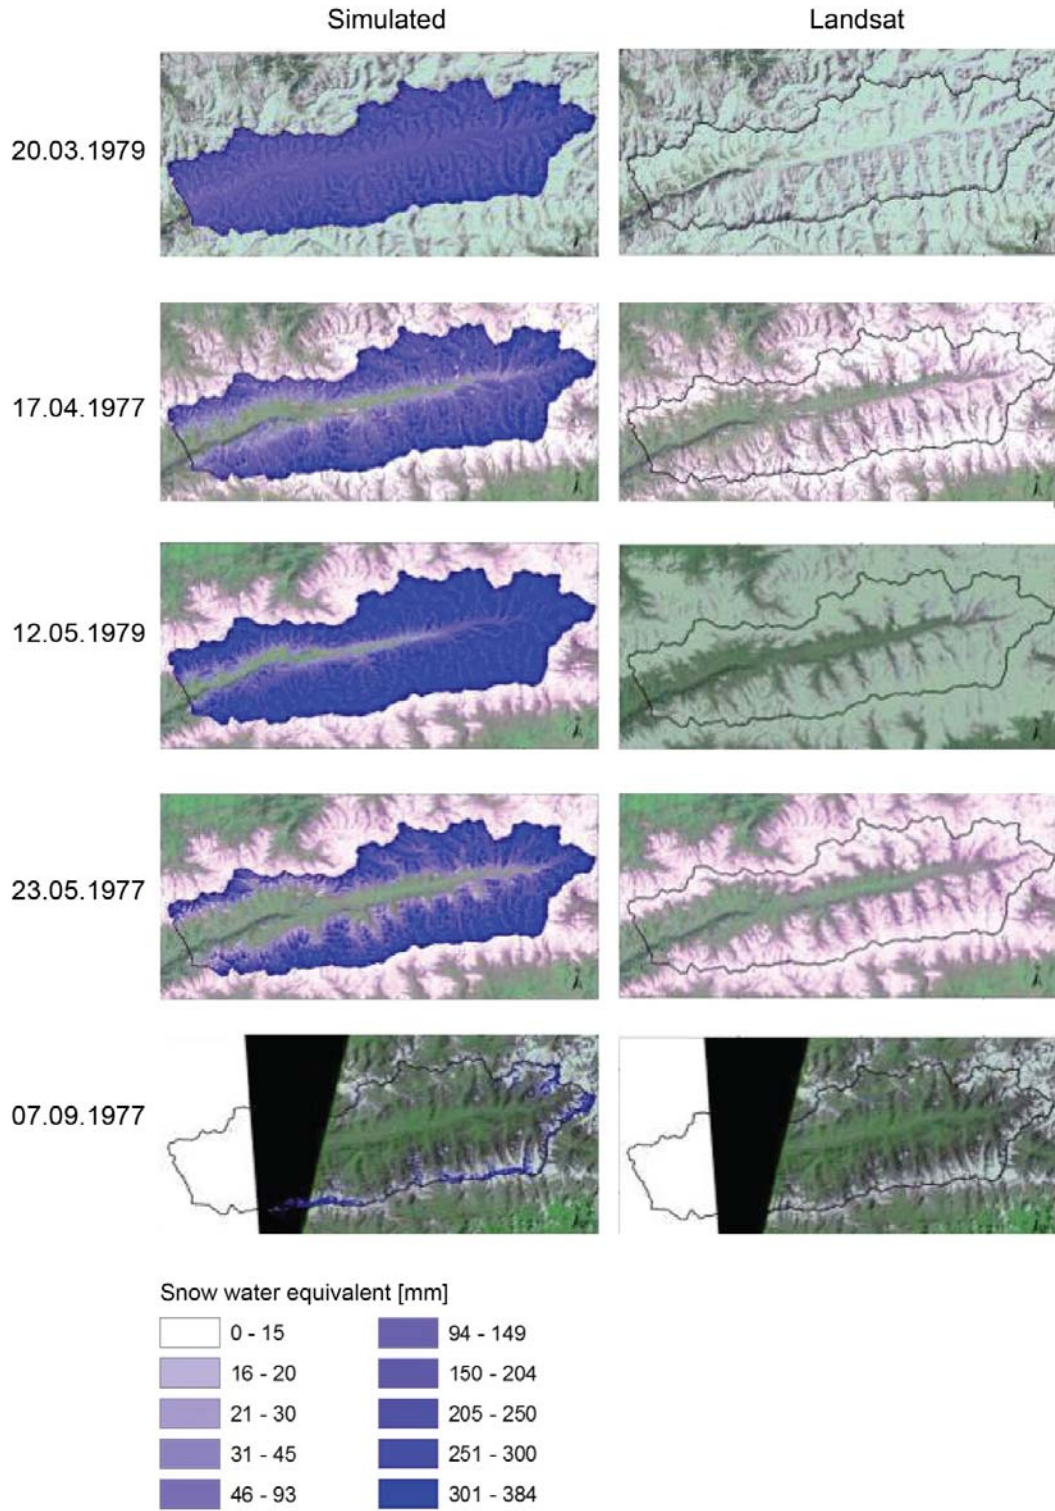 Simulated Landsat
20.03.1979
17.04.1977
12.05.1979
23.05.1977
07.09.1977
Snow water equivalent [mm]
0 - 15 94 - 149
16 - 20 150 - 204
21 - 30 205 - 250
31 - 45 251 - 300
46 - 93 301 - 384